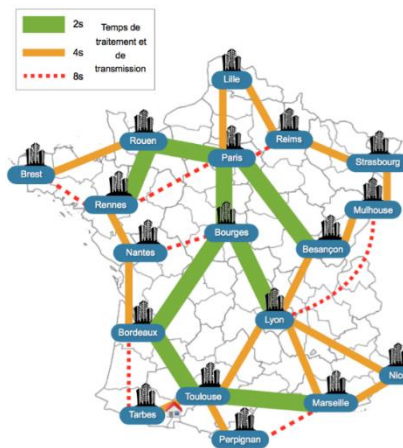 2s
Temps de
traitement et
de
transmission
4s
8s
Lille
Rouen
Paris
Reims
Strasbourg
Brest
Rennes
Mulhouse
Nantes
Bourges
Besançon
Bordeaux
Lyon
Tarbes
Toulouse
Marseille
Perpignan